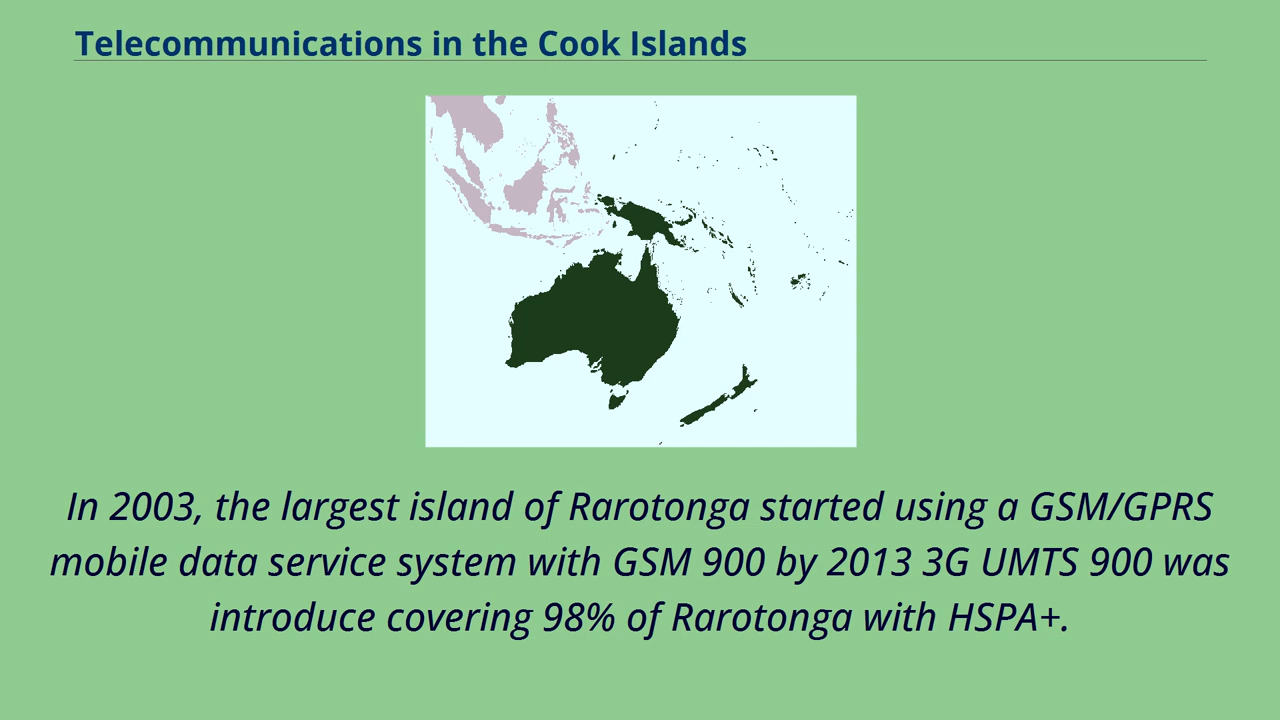 Telecommunications in the Cook Islands
In 2003, the largest island of Rarotonga started using a GSM/GPRS
mobile data service system with GSM 900 by 2013 3G UMTS 900 was
introduce covering 98% of Rarotonga with HSPA+.